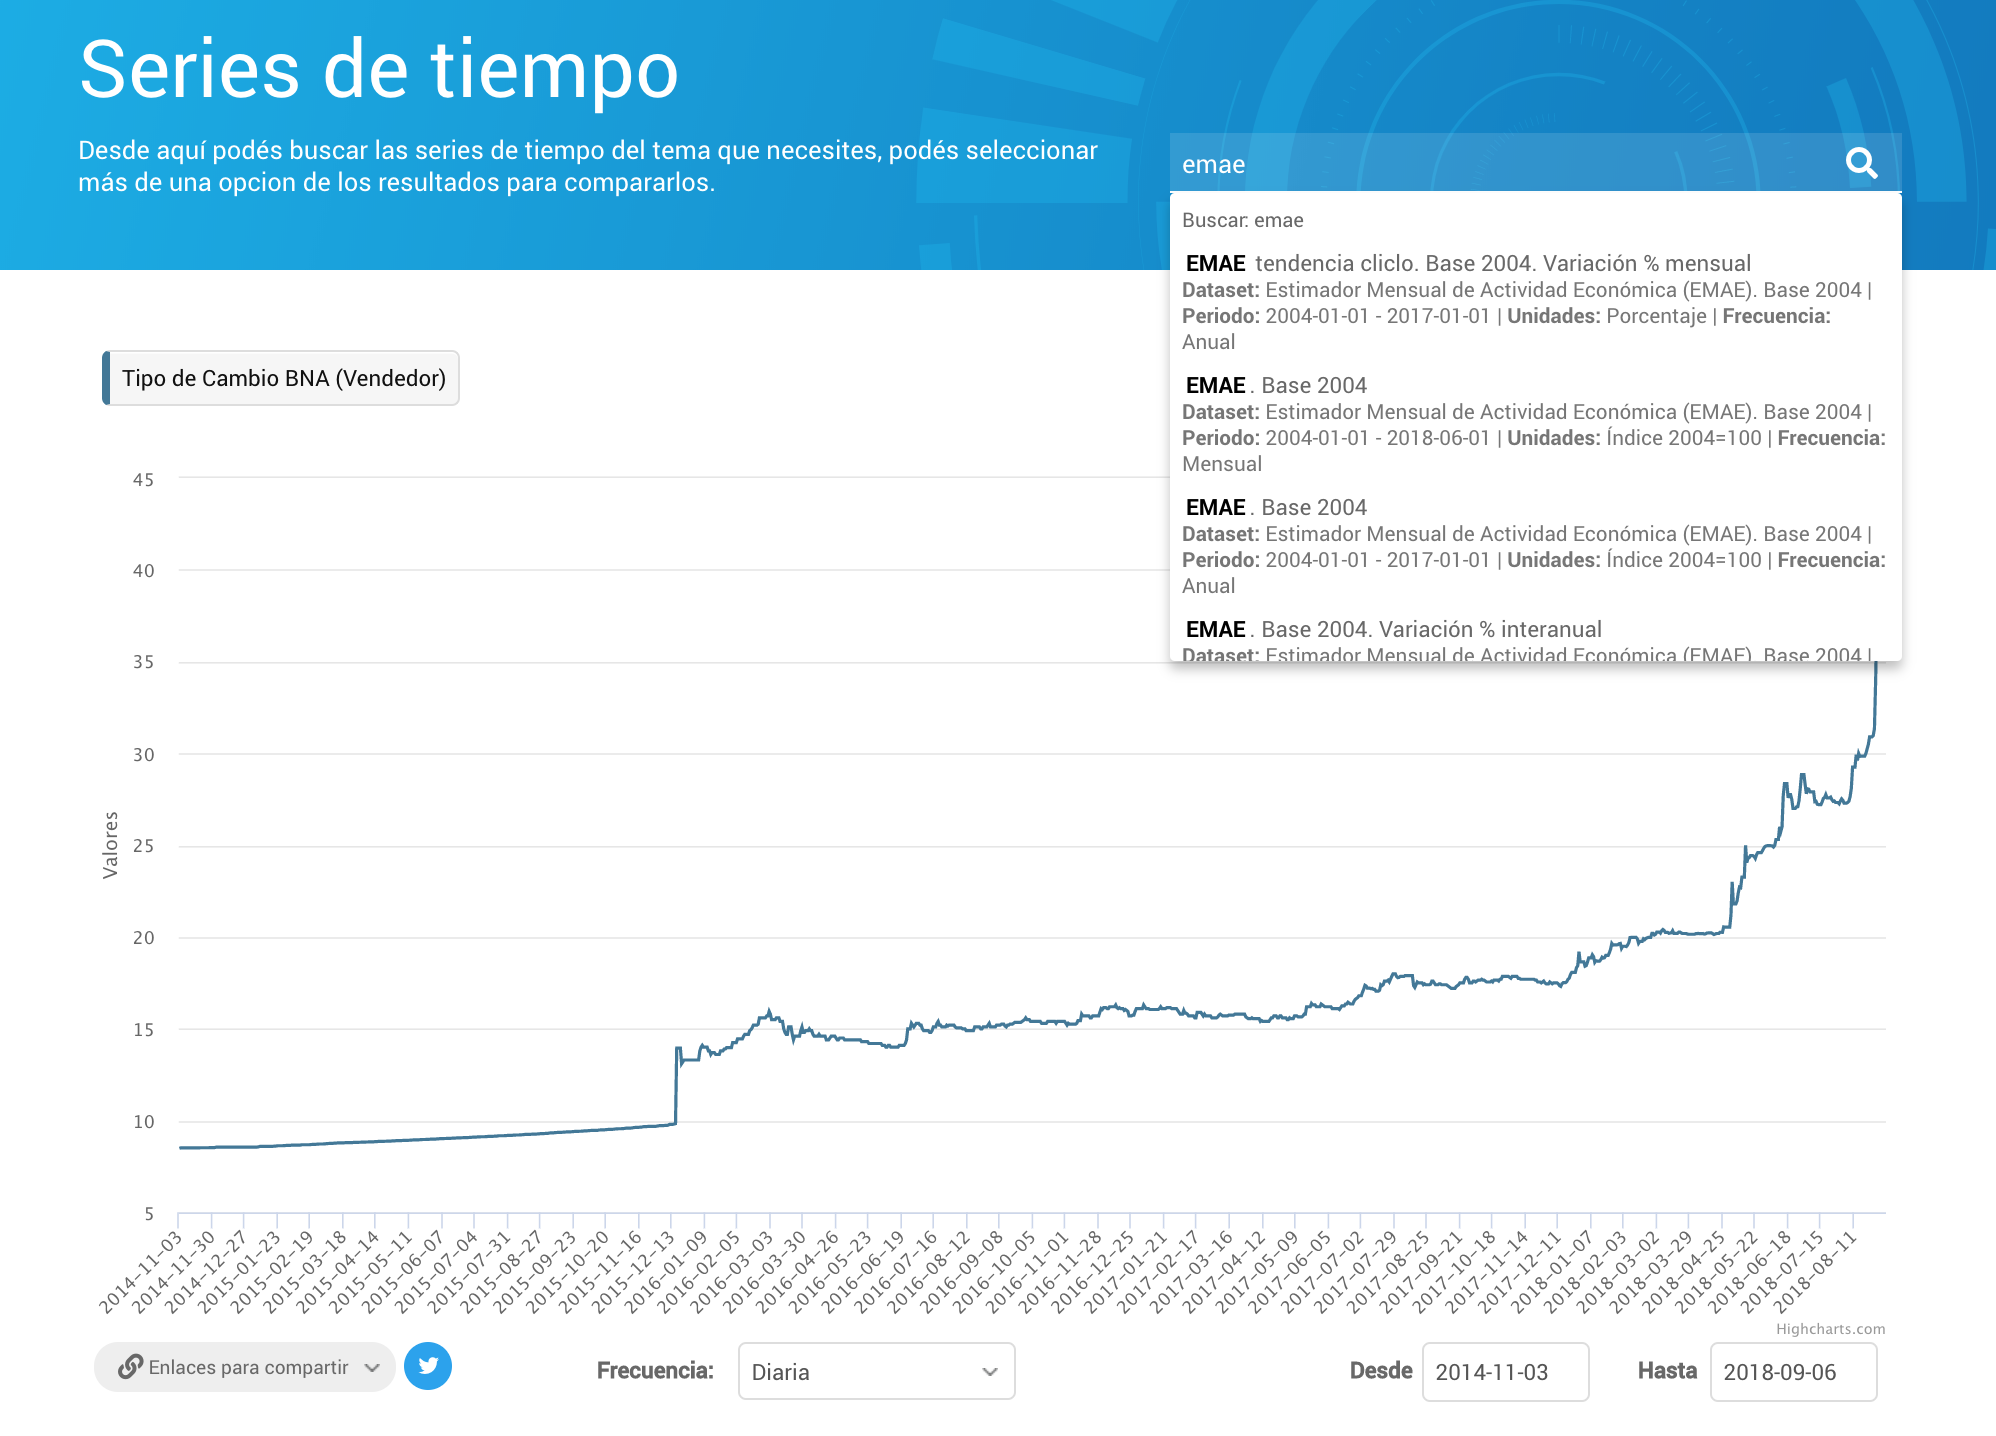 Series de tiempo
Desde aquí podés buscar las series de tiempo del tema que necesites, podés seleccionar
más de una opcion de los resultados para compararlos.
emae
Buscar: emae
EMAE tendencia cliclo. Base 2004. Variación % mensual
Dataset: Estimador Mensual de Actividad Económica (EMAE). Base 2004 |
Periodo: 2004-01-01 - 2017-01-01 | Unidades: Porcentaje | Frecuencia:
Anual
EMAE. Base 2004
Dataset: Estimador Mensual de Actividad Económica (EMAE). Base 2004 |
Periodo: 2004-01-01 - 2018-06-01 | Unidades: Índice 2004=100 | Frecuencia:
Mensual
EMAE. Base 2004
Dataset: Estimador Mensual de Actividad Económica (EMAE). Base 2004 |
Periodo: 2004-01-01 - 2017-01-01 | Unidades: Índice 2004=100 | Frecuencia:
Anual
EMAE. Base 2004. Variación % interanual
Dataset: Estimador Mensual de Actividad Económica (EMAE). Base 2004 |
Tipo de Cambio BNA (Vendedor)
45
40
35
30
25
20
15
10
5
Valores
2014-11-03
2014-11-30
2014-12-27
2015-01-23
2015-02-19
2015-03-18
2015-04-14
2015-05-11
2015-06-07
2015-07-04
2015-07-31
2015-08-27
2015-09-23
2015-10-20
2015-11-16
2015-12-13
2016-01-09
2016-02-05
2016-03-03
2016-03-30
2016-04-26
2016-05-23
2016-06-19
2016-07-16
2016-08-12
2016-09-08
2016-10-05
2016-11-01
2016-11-28
2016-12-25
2017-01-21
2017-02-17
2017-03-16
2017-04-12
2017-05-09
2017-06-05
2017-07-02
2017-07-29
2017-08-25
2017-09-21
2017-10-18
2017-11-14
2017-12-11
2018-01-07
2018-02-03
2018-03-02
2018-03-29
2018-04-25
2018-05-22
2018-06-18
2018-07-15
2018-08-11
Highcharts.com
Enlaces para compartir
Frecuencia: Diaria
Desde 2014-11-03 Hasta 2018-09-06